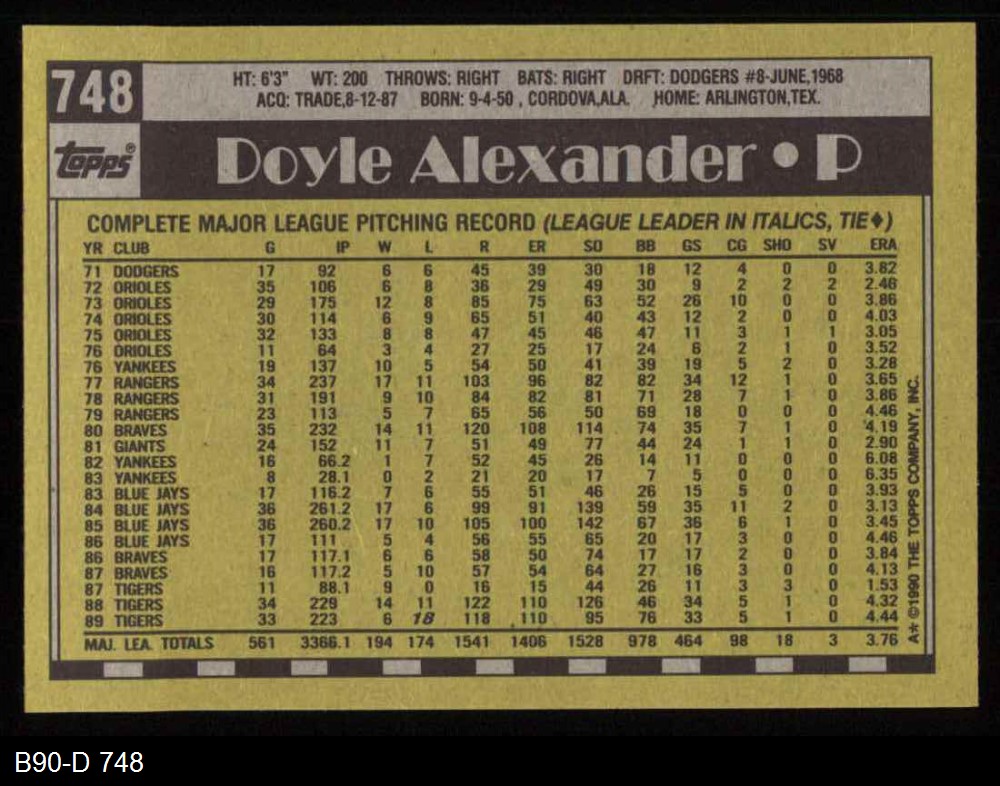 748
HT: 6'3" WT: 200 THROWS: RIGHT BATS: RIGHT DRFT: DODGERS #8-JUNE,1968
ACQ: TRADE,8-12-87 BORN: 9-4-50 , CORDOVA,ALA. HOME: ARLINGTON,TEX.
topps®
Doyle Alexander • P
COMPLETE MAJOR LEAGUE PITCHING RECORD (LEAGUE LEADER IN ITALICS, TIE♦)
YR CLUB G IP W L R ER SO BB GS CG SHO SV ERA
71 DODGERS 17 92 6 6 45 39 30 18 12 4 0 0 3.82
72 ORIOLES 35 106 6 8 36 29 49 30 9 2 2 2 2.46
73 ORIOLES 29 175 12 8 85 75 63 52 26 10 0 0 3.86
74 ORIOLES 30 114 6 9 65 51 40 43 12 2 0 0 4.03
75 ORIOLES 32 133 8 8 47 45 46 47 11 3 1 1 3.05
76 ORIOLES 11 64 3 4 27 25 17 24 6 2 1 0 3.52
76 YANKEES 19 137 10 5 54 50 41 39 19 5 2 0 3.28
77 RANGERS 34 237 17 11 103 96 82 82 34 12 1 0 3.65
78 RANGERS 31 191 9 10 84 82 81 71 28 7 1 0 3.86
79 RANGERS 23 113 5 7 65 56 50 69 18 0 0 0 4.46
80 BRAVES 35 232 14 11 120 108 114 74 35 7 1 0 4.19
81 GIANTS 24 152 11 7 51 49 77 44 24 1 1 0 2.90
82 YANKEES 16 66.2 1 7 52 45 26 14 11 0 0 0 6.08
83 YANKEES 8 28.1 0 2 21 20 17 7 5 0 0 0 6.35
83 BLUE JAYS 17 116.2 7 6 55 51 46 26 15 5 0 0 3.93
84 BLUE JAYS 36 261.2 17 6 99 91 139 59 35 11 2 0 3.13
85 BLUE JAYS 36 260.2 17 10 105 100 142 67 36 6 1 0 3.45
86 BLUE JAYS 17 111 5 4 56 55 65 20 17 3 0 0 4.46
86 BRAVES 17 117.1 6 6 58 50 74 17 17 2 0 0 3.84
87 BRAVES 16 117.2 5 10 57 54 64 27 16 3 0 0 4.13
87 TIGERS 11 88.1 9 0 16 15 44 26 11 3 3 0 1.53
88 TIGERS 34 229 14 11 122 110 126 46 34 5 1 0 4.32
89 TIGERS 33 223 6 18 118 110 95 76 33 5 1 0 4.44
MAJ. LEA. TOTALS 561 3366.1 194 174 1541 1406 1528 978 464 98 18 3 3.76
A★ ©1990 THE TOPPS COMPANY, INC.
B90-D 748